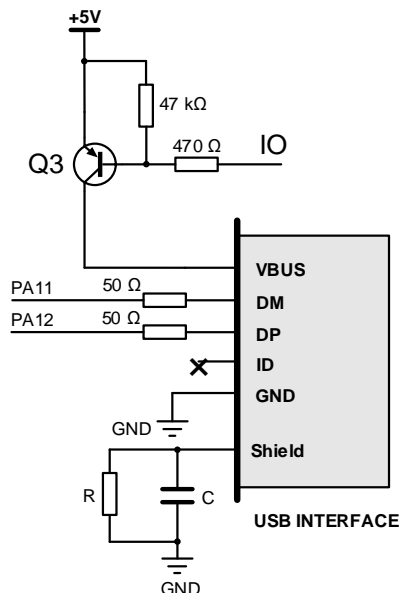 +5V
47 kΩ
Q3
470 Ω
IO
VBUS
PA11
50 Ω
DM
PA12
50 Ω
DP
ID
GND
GND
Shield
R
C
USB INTERFACE
GND